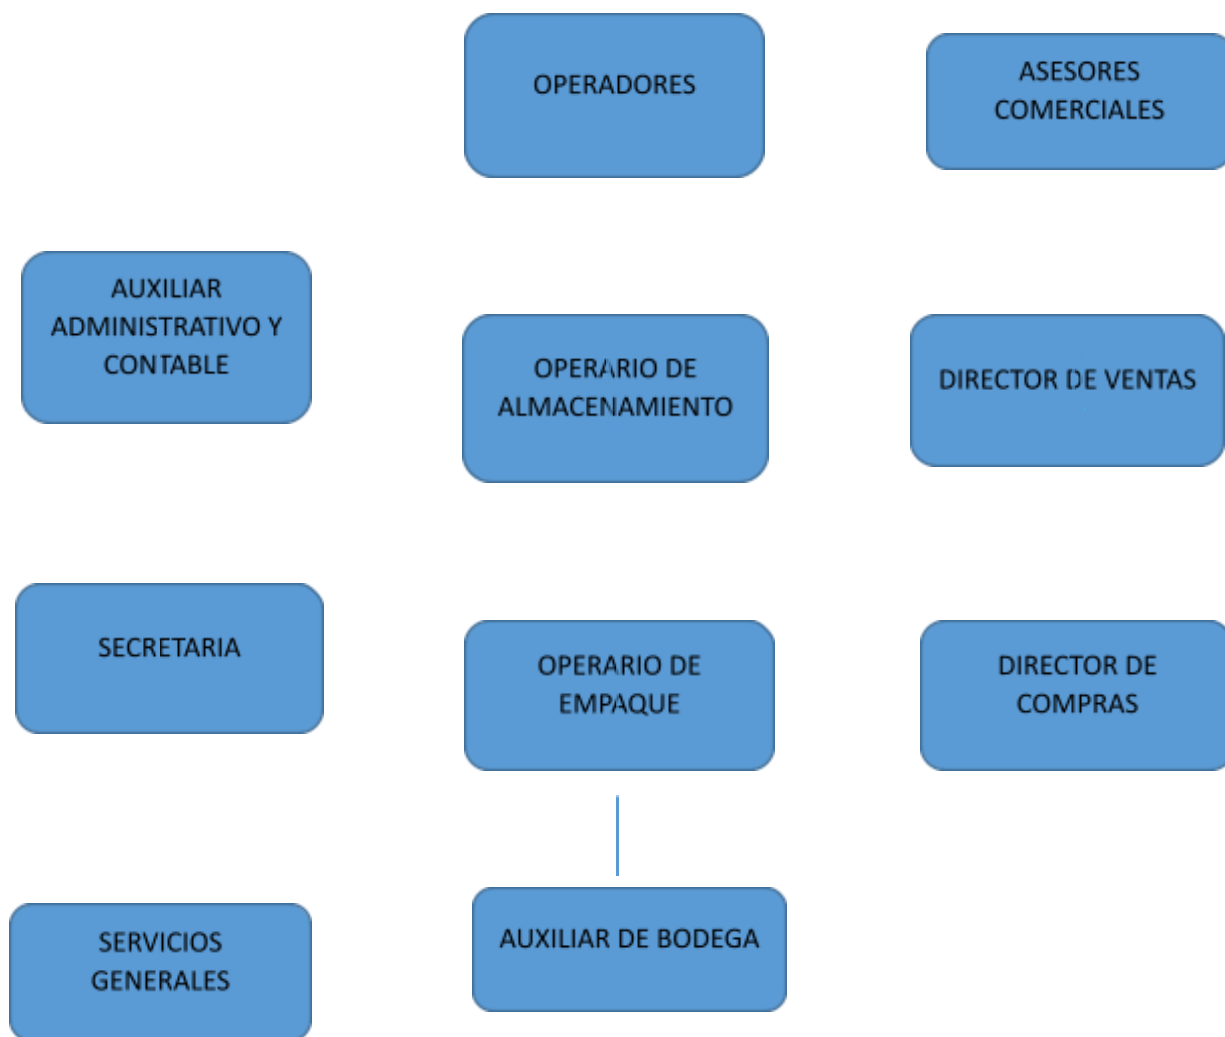 OPERADORES
ASESORES
COMERCIALES
AUXILIAR
ADMINISTRATIVO Y
CONTABLE
OPERARIO DE
ALMACENAMIENTO
DIRECTOR DE VENTAS
SECRETARIA
OPERARIO DE
EMPAQUE
DIRECTOR DE
COMPRAS
SERVICIOS
GENERALES
AUXILIAR DE BODEGA